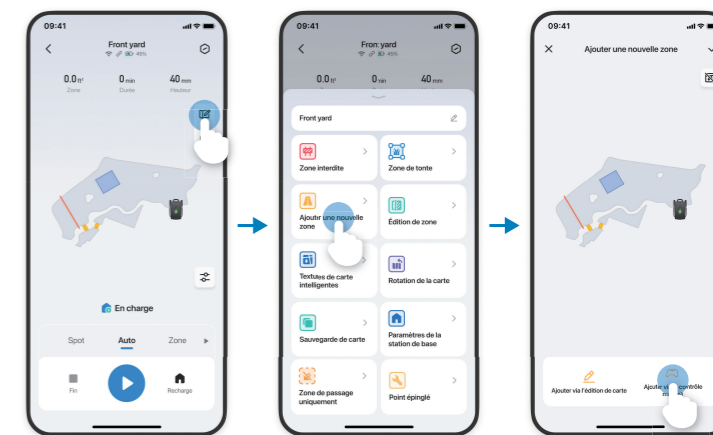 09:41
Front yard
45%
0.0 ft² 0 min 40 mm
Zone Durée Hauteur
En charge
Spot Auto Zone
Fin Recharge
09:41
Front yard
45%
0.0 ft² 0 min 40 mm
Front yard
Zone interdite Zone de tonte
Ajouter une nouvelle zone
Édition de zone
Textures de carte intelligentes
Rotation de la carte
Sauvegarde de carte
Paramètres de la station de base
Zone de passage uniquement
Point épinglé
09:41
Ajouter une nouvelle zone
Ajouter via l'édition de carte
Ajouter contrôle